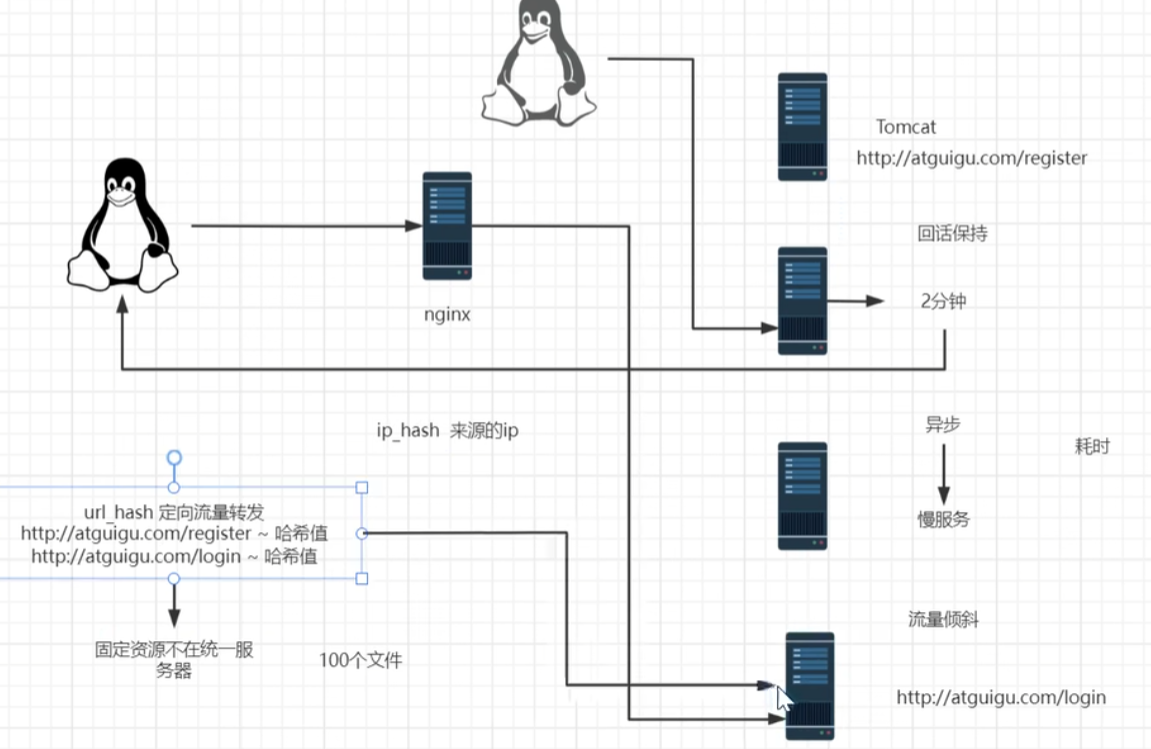 Tomcat
http://atguigu.com/register
回话保持
2分钟
nginx
ip_hash 来源的ip
异步
耗时
慢服务
url_hash 定向流量转发
http://atguigu.com/register ~ 哈希值
http://atguigu.com/login ~ 哈希值
固定资源不在统一服
务器
100个文件
流量倾斜
http://atguigu.com/login